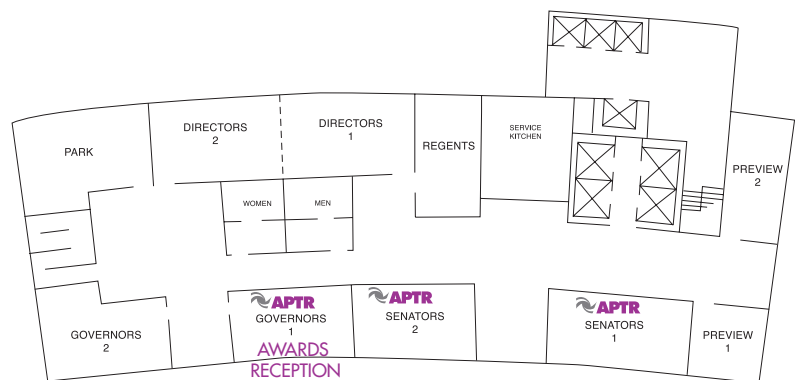 PARK
DIRECTORS
2
DIRECTORS
1
REGENTS
SERVICE
KITCHEN
PREVIEW
2
WOMEN
MEN
GOVERNORS
2
APTR
GOVERNORS
1
AWARDS
RECEPTION
APTR
SENATORS
2
APTR
SENATORS
1
PREVIEW
1